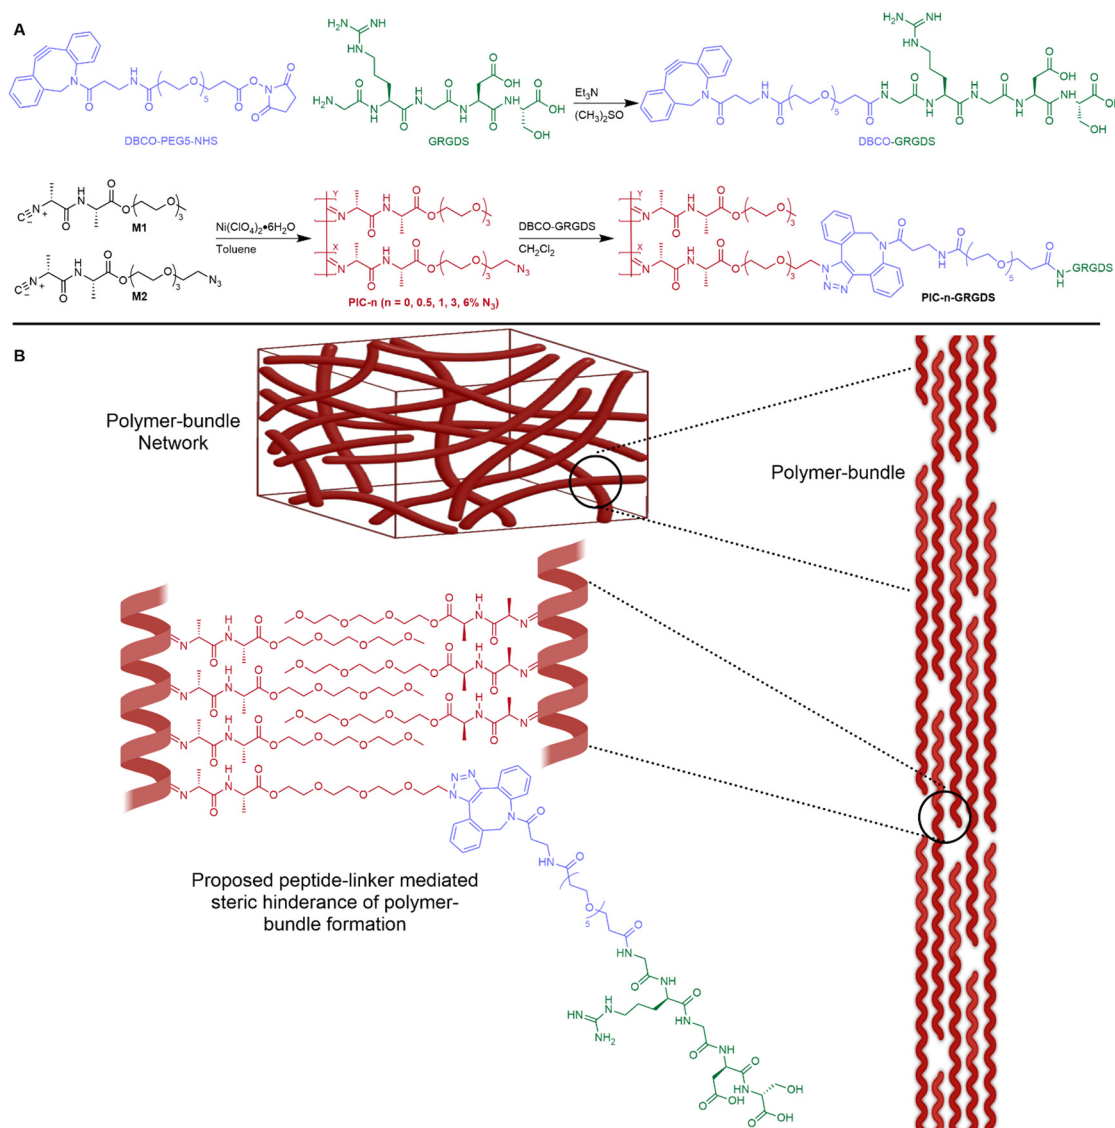 A
DBCO-PEG5-NHS
GRGDS
Et3N
(CH3)2SO
DBCO-GRGDS
M1
M2
Ni(ClO4)2•6H2O
Toluene
PIC-n (n = 0, 0.5, 1, 3, 6% N3)
DBCO-GRGDS
CH2Cl2
GRGDS
PIC-n-GRGDS
B
Polymer-bundle
Network
Polymer-bundle
Proposed peptide-linker mediated
steric hinderance of polymer-
bundle formation